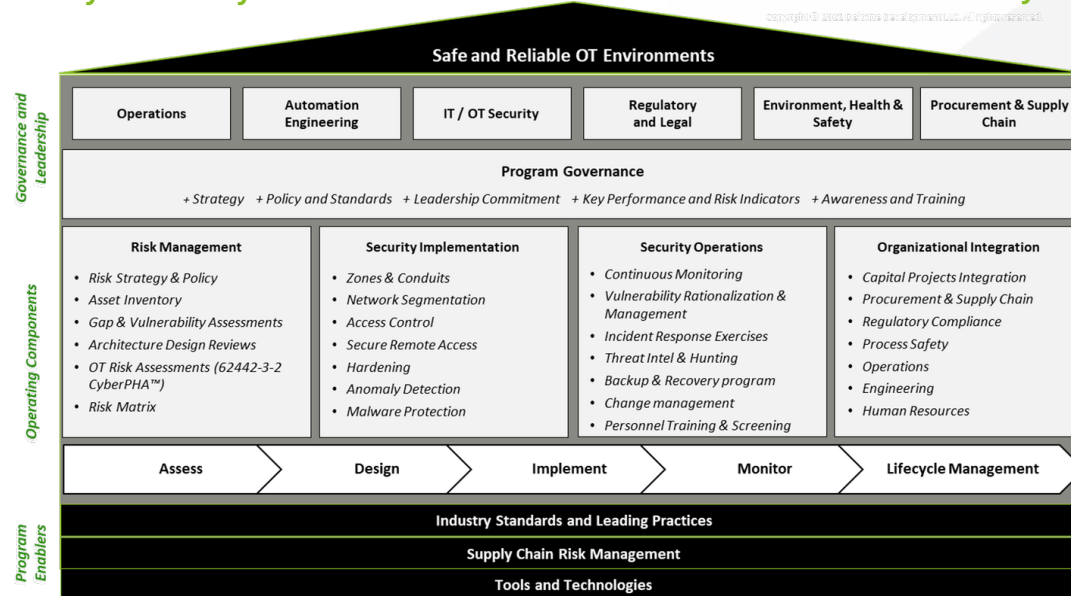 Safe and Reliable OT Environments
Governance and
Leadership
Operations
Automation
Engineering
IT / OT Security
Regulatory
and Legal
Environment, Health &
Safety
Procurement & Supply
Chain
Program Governance
+ Strategy + Policy and Standards + Leadership Commitment + Key Performance and Risk Indicators + Awareness and Training
Operating Components
Risk Management
• Risk Strategy & Policy
• Asset Inventory
• Gap & Vulnerability Assessments
• Architecture Design Reviews
• OT Risk Assessments (62442-3-2
CyberPHA™)
• Risk Matrix
Security Implementation
• Zones & Conduits
• Network Segmentation
• Access Control
• Secure Remote Access
• Hardening
• Anomaly Detection
• Malware Protection
Security Operations
• Continuous Monitoring
• Vulnerability Rationalization &
Management
• Incident Response Exercises
• Threat Intel & Hunting
• Backup & Recovery program
• Change management
• Personnel Training & Screening
Organizational Integration
• Capital Projects Integration
• Procurement & Supply Chain
• Regulatory Compliance
• Process Safety
• Operations
• Engineering
• Human Resources
Assess
Design
Implement
Monitor
Lifecycle Management
Program
Enablers
Industry Standards and Leading Practices
Supply Chain Risk Management
Tools and Technologies